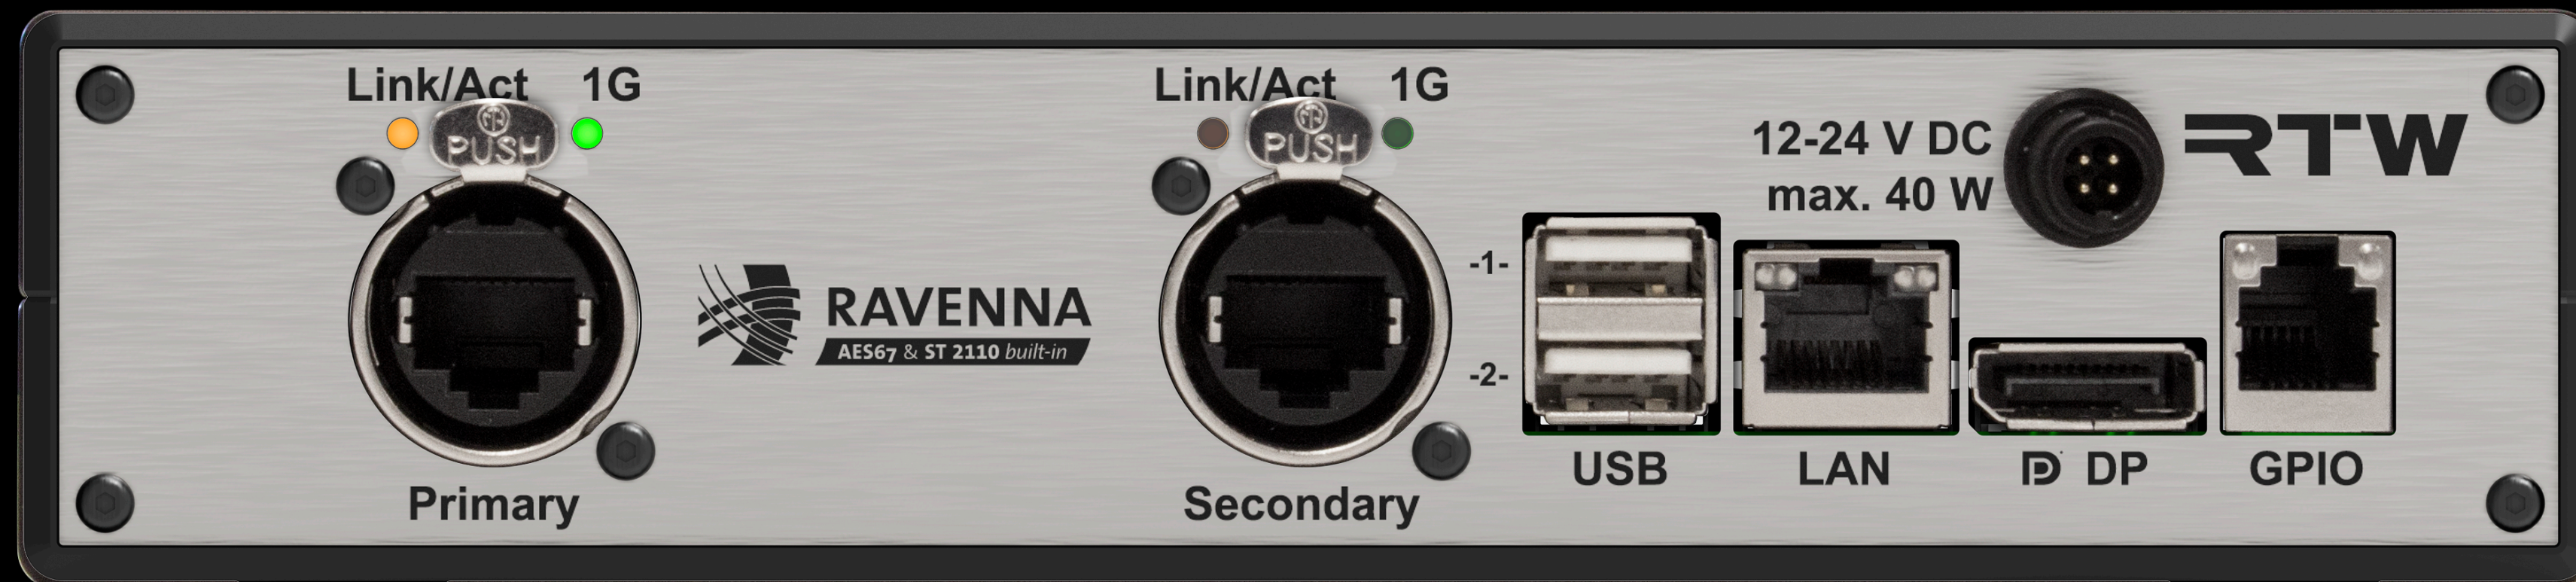 Link/Act 1G
PUSH
Primary
RAVENNA
AES67 & ST 2110 built-in
Link/Act 1G
PUSH
Secondary
12-24 V DC
max. 40 W
RTW
-1-
-2-
USB
LAN
DP
GPIO